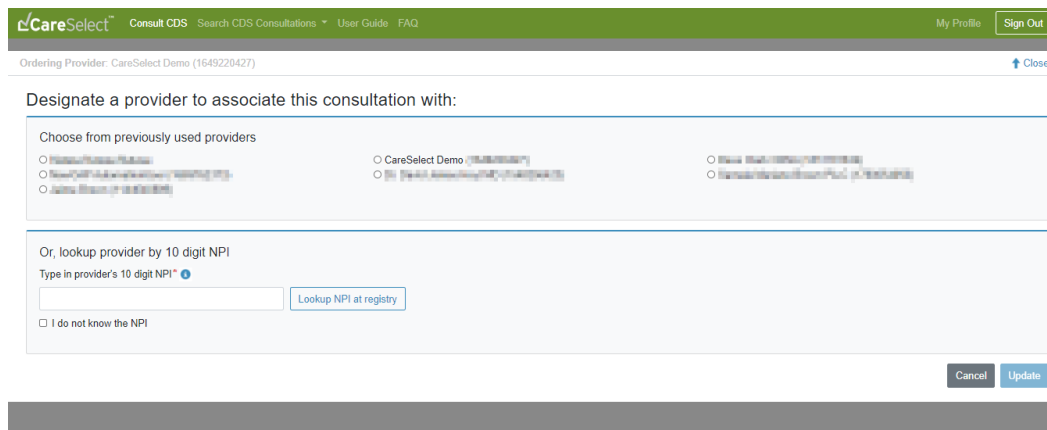 CareSelect™ Consult CDS Search CDS Consultations User Guide FAQ My Profile Sign Out
Ordering Provider: CareSelect Demo (1649220427) Close
Designate a provider to associate this consultation with:
Choose from previously used providers
CareSelect Demo
Or, lookup provider by 10 digit NPI
Type in provider's 10 digit NPI*
Lookup NPI at registry
I do not know the NPI
Cancel Update